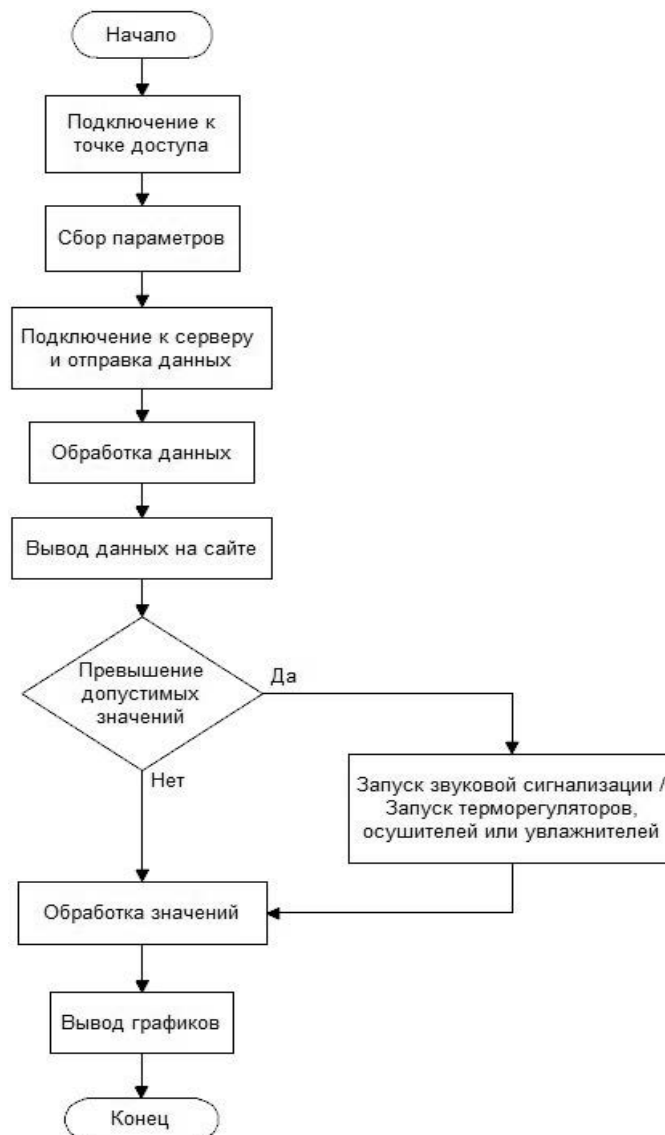 Начало
Подключение к
точке доступа
Сбор параметров
Подключение к серверу
и отправка данных
Обработка данных
Вывод данных на сайте
Превышение
допустимых
значений
Да
Нет
Запуск звуковой сигнализации /
Запуск терморегуляторов,
осушителей или увлажнителей
Обработка значений
Вывод графиков
Конец